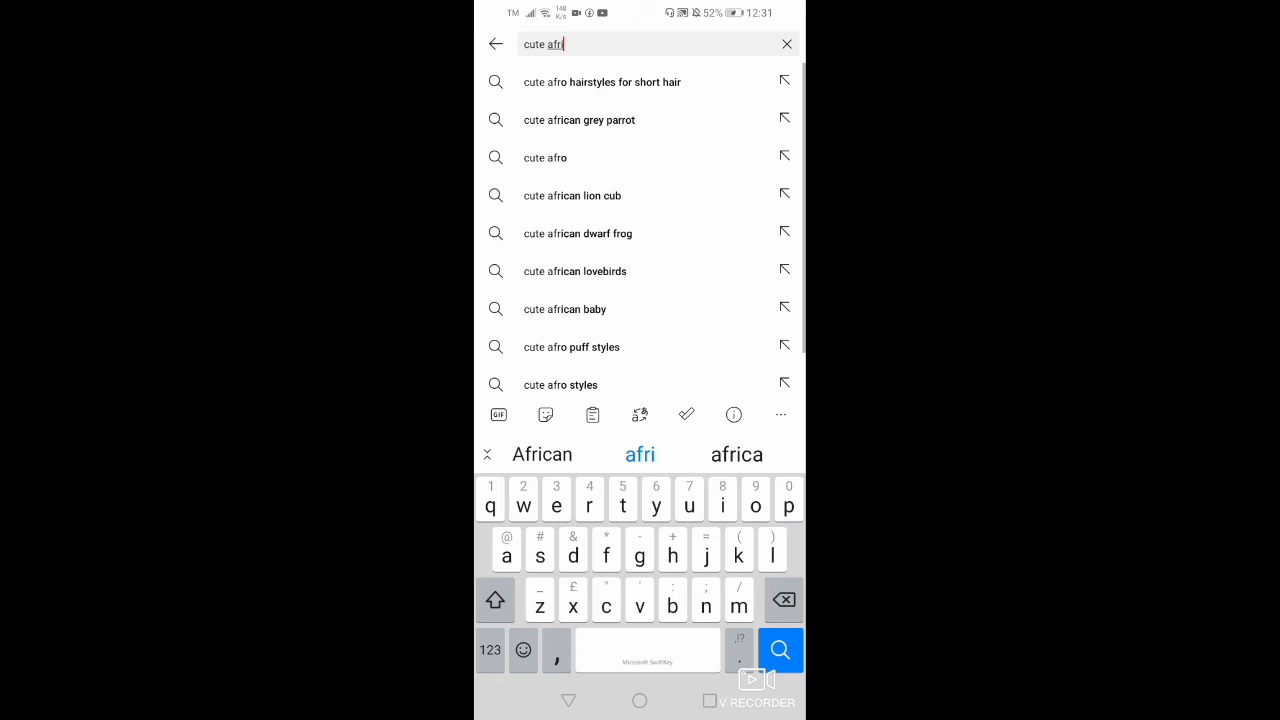 TM 148 K/s 52% 12:31
cute afri
cute afro hairstyles for short hair
cute african grey parrot
cute afro
cute african lion cub
cute african dwarf frog
cute african lovebirds
cute african baby
cute afro puff styles
cute afro styles
GIF
African afri africa
1 2 3 4 5 6 7 8 9 0
q w e r t y u i o p
@ # & * - + = ( )
a s d f g h j k l
_ £ " ' : ; /
z x c v b n m
123 , ,!? .
Microsoft SwiftKey
V RECORDER